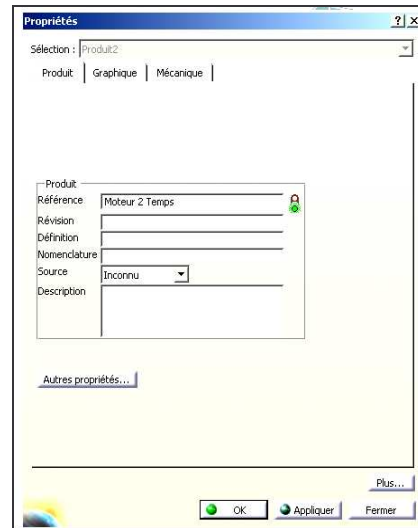 Propriétés
Sélection : Produit2
Produit Graphique Mécanique
Produit
Référence Moteur 2 Temps
Révision
Définition
Nomenclature
Source Inconnu
Description
Autres propriétés...
Plus...
OK Appliquer Fermer